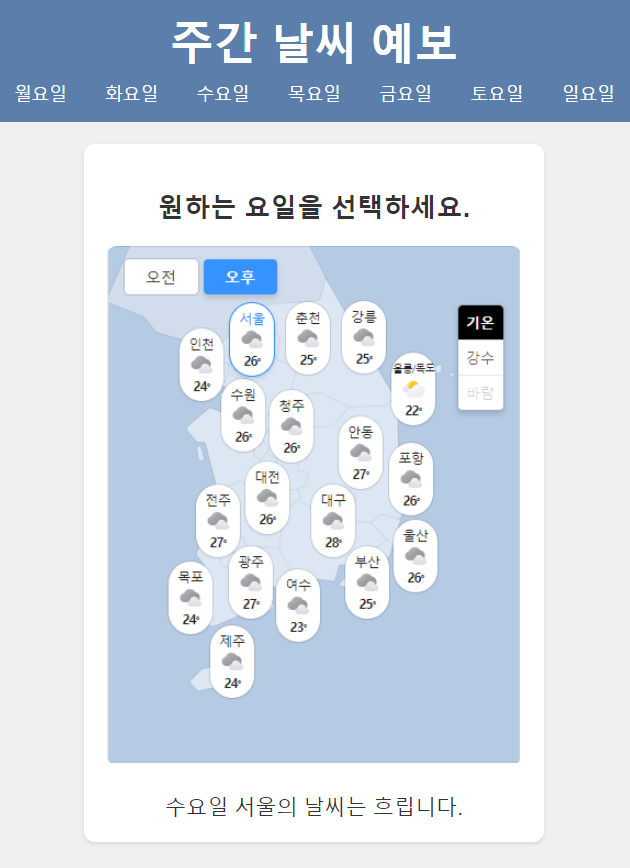 주간 날씨 예보
월요일 화요일 수요일 목요일 금요일 토요일 일요일
원하는 요일을 선택하세요.
오전 오후
서울
26°
춘천
25°
강릉
25°
인천
24°
울릉/독도
22°
기온
강수
바람
수원
26°
청주
26°
안동
27°
포항
26°
대전
26°
전주
27°
대구
28°
울산
26°
광주
27°
부산
25°
목포
24°
여수
23°
제주
24°
수요일 서울의 날씨는 흐립니다.